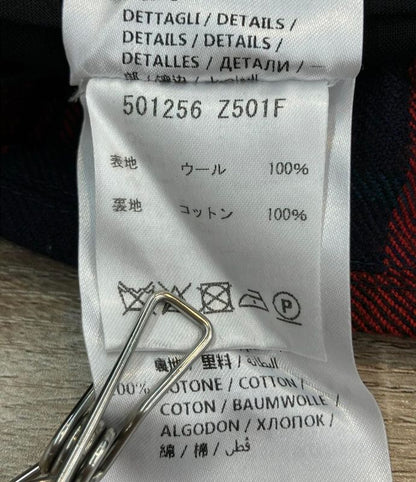 DETTAGLI / DETAILS /
DETAILS / DETAILS /
DETALLES / ДЕТАЛИ /
501256 Z501F
表地 ウール 100%
裏地 コットン 100%
P
裏地 / 里料 / البطانة
100% COTONE / COTTON /
COTON / BAUMWOLLE /
ALGODON / ХЛОПОК /
綿 / 棉 / قطن